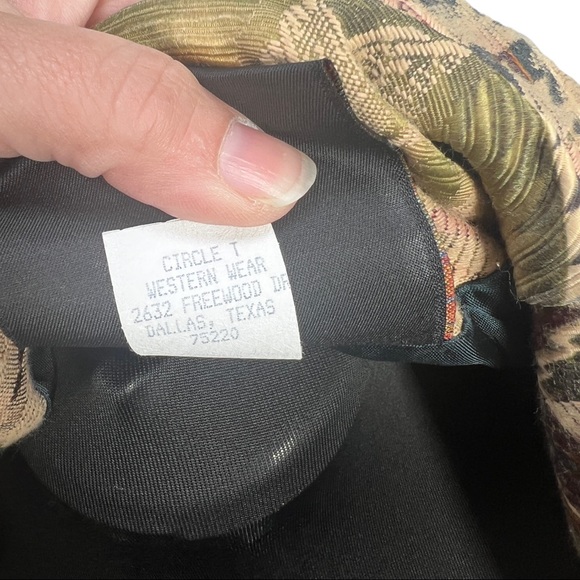 CIRCLE T
WESTERN WEAR
2632 FREEWOOD DR
DALLAS, TEXAS
75220